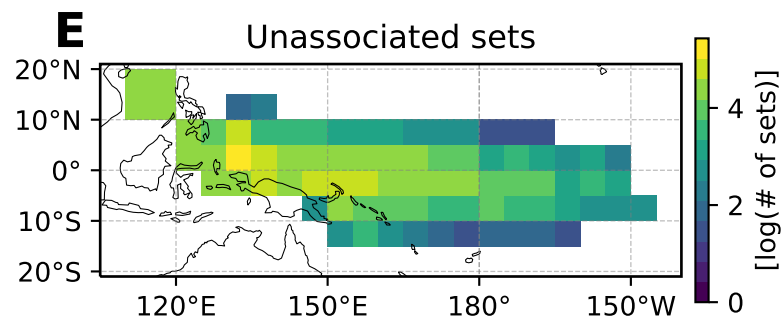 E
Unassociated sets
20°N
10°N
0°
10°S
20°S
120°E 150°E 180° 150°W
4
2
0
[log(# of sets)]